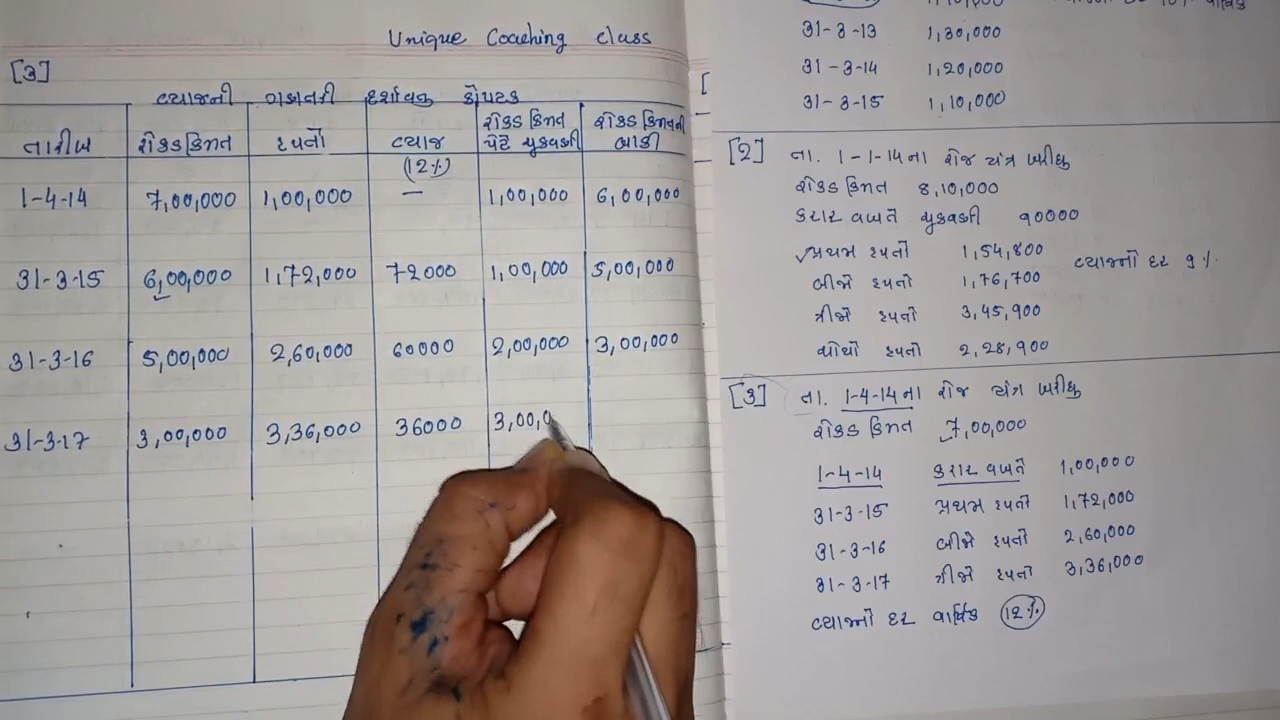 Unique Coaching Class
[3]
વ્યાજની ગણતરી દર્શાવતુ કોષ્ટક
તારીખ રોકડ કિંમત હપતો વ્યાજ (12%) રોકડ કિંમત પેટે ચૂકવણી રોકડ કિંમતની બાકી
1-4-14 7,00,000 1,00,000 — 1,00,000 6,00,000
31-3-15 6,00,000 1,72,000 72000 1,00,000 5,00,000
31-3-16 5,00,000 2,60,000 60000 2,00,000 3,00,000
31-3-17 3,00,000 3,36,000 36000 3,00,0
31-3-13 1,30,000
31-3-14 1,20,000
31-3-15 1,10,000
[2] તા. 1-1-14ના રોજ યંત્ર ખરીદ્યુ
રોકડ કિંમત 8,10,000
કરાર વખતે ચૂકવણી 90000
પ્રથમ હપતો 1,54,800
બીજો હપતો 1,76,700 વ્યાજનો દર 9%
ત્રીજો હપતો 3,45,900
ચોથો હપતો 2,28,900
[3] તા. 1-4-14ના રોજ યંત્ર ખરીદ્યુ
રોકડ કિંમત 7,00,000
1-4-14 કરાર વખતે 1,00,000
31-3-15 પ્રથમ હપતો 1,72,000
31-3-16 બીજો હપતો 2,60,000
31-3-17 ત્રીજો હપતો 3,36,000
વ્યાજનો દર વાર્ષિક 12%